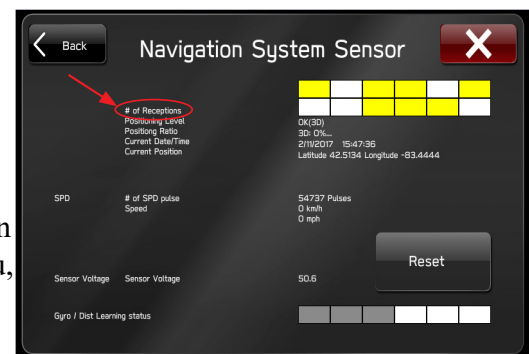 Back
Navigation System Sensor
# of Receptions
Positioning Level OK(3D)
Positiong Ratio 3D: 0%...
Current Date/Time 2/11/2017 15:47:36
Current Position Latitude 42.5134 Longitude -83.4444
SPD # of SPD pulse 54737 Pulses
Speed 0 km/h
0 mph
Reset
Sensor Voltage Sensor Voltage 50.6
Gyro / Dist Learning status